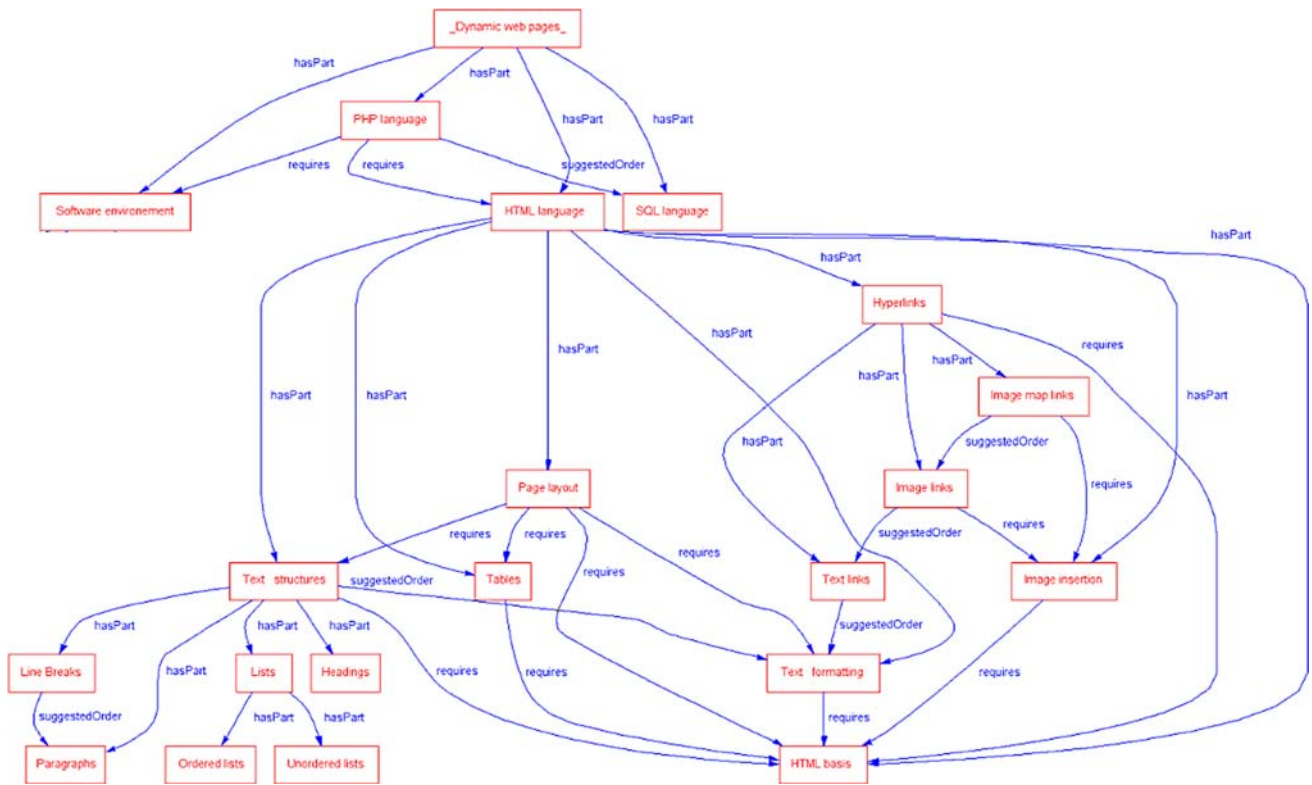 _Dynamic web pages_
hasPart
hasPart
hasPart
hasPart
PHP language
requires
requires
suggestedOrder
Software environement
HTML language
SQL language
hasPart
hasPart
Hyperlinks
hasPart
hasPart
requires
hasPart
hasPart
hasPart
hasPart
hasPart
Image map links
hasPart
suggestedOrder
Page layout
Image links
requires
requires
requires
requires
suggestedOrder
requires
requires
Text structures
suggestedOrder
Tables
Text links
Image insertion
hasPart
hasPart
hasPart
suggestedOrder
hasPart
Line Breaks
Lists
Headings
requires
requires
Text formatting
requires
suggestedOrder
hasPart
hasPart
requires
Paragraphs
Ordered lists
Unordered lists
HTML basis